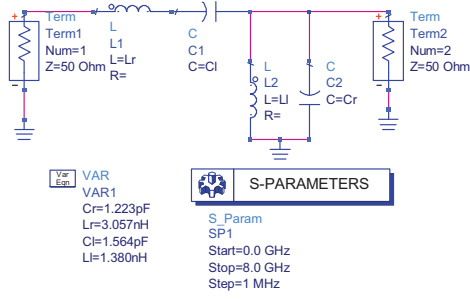 +
Term
Term1
Num=1
Z=50 Ohm
-
L
L1
L=Lr
R=
C
C1
C=Cl
L
L2
L=Ll
R=
C
C2
C=Cr
+
Term
Term2
Num=2
Z=50 Ohm
-
Var
Eqn
VAR
VAR1
Cr=1.223pF
Lr=3.057nH
Cl=1.564pF
Ll=1.380nH
S-PARAMETERS
S_Param
SP1
Start=0.0 GHz
Stop=8.0 GHz
Step=1 MHz